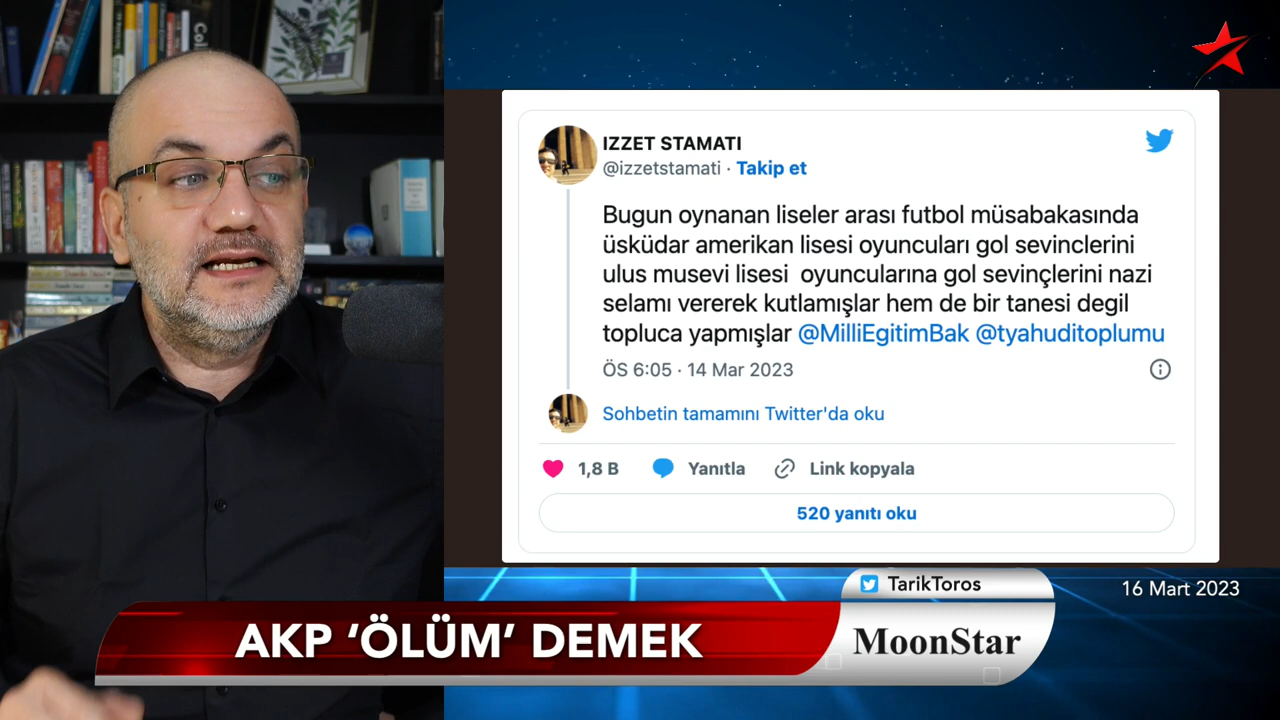 IZZET STAMATI
@izzetstamati · Takip et
Bugun oynanan liseler arası futbol müsabakasında
üsküdar amerikan lisesi oyuncuları gol sevinclerini
ulus musevi lisesi oyuncularına gol sevinçlerini nazi
selamı vererek kutlamışlar hem de bir tanesi degil
topluca yapmışlar @MilliEgitimBak @tyahuditoplumu
ÖS 6:05 · 14 Mar 2023
Sohbetin tamamını Twitter'da oku
1,8 B Yanıtla Link kopyala
520 yanıtı oku
TarikToros
16 Mart 2023
AKP ‘ÖLÜM’ DEMEK
MoonStar